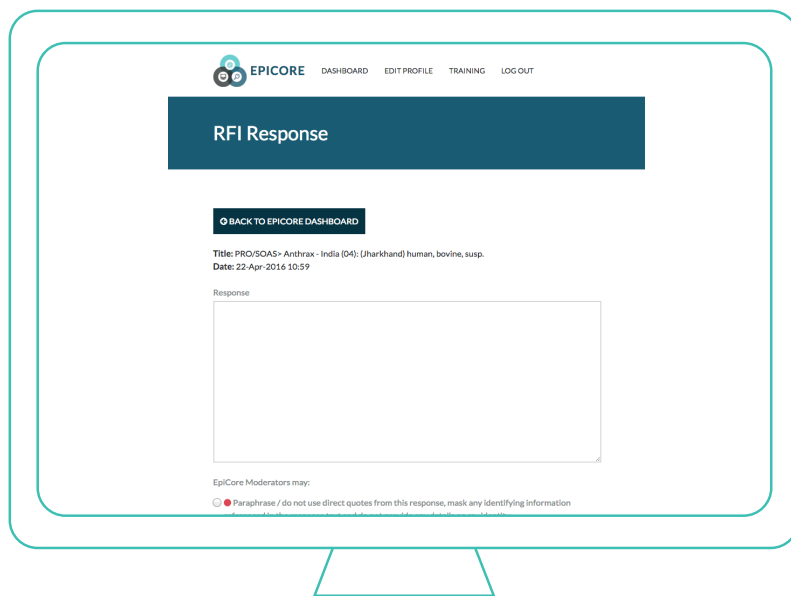 EPICORE DASHBOARD EDIT PROFILE TRAINING LOG OUT
RFI Response
BACK TO EPICORE DASHBOARD
Title: PRO/SOAS> Anthrax - India (04): (Jharkhand) human, bovine, susp.
Date: 22-Apr-2016 10:59
Response
EpiCore Moderators may:
Paraphrase / do not use direct quotes from this response, mask any identifying information